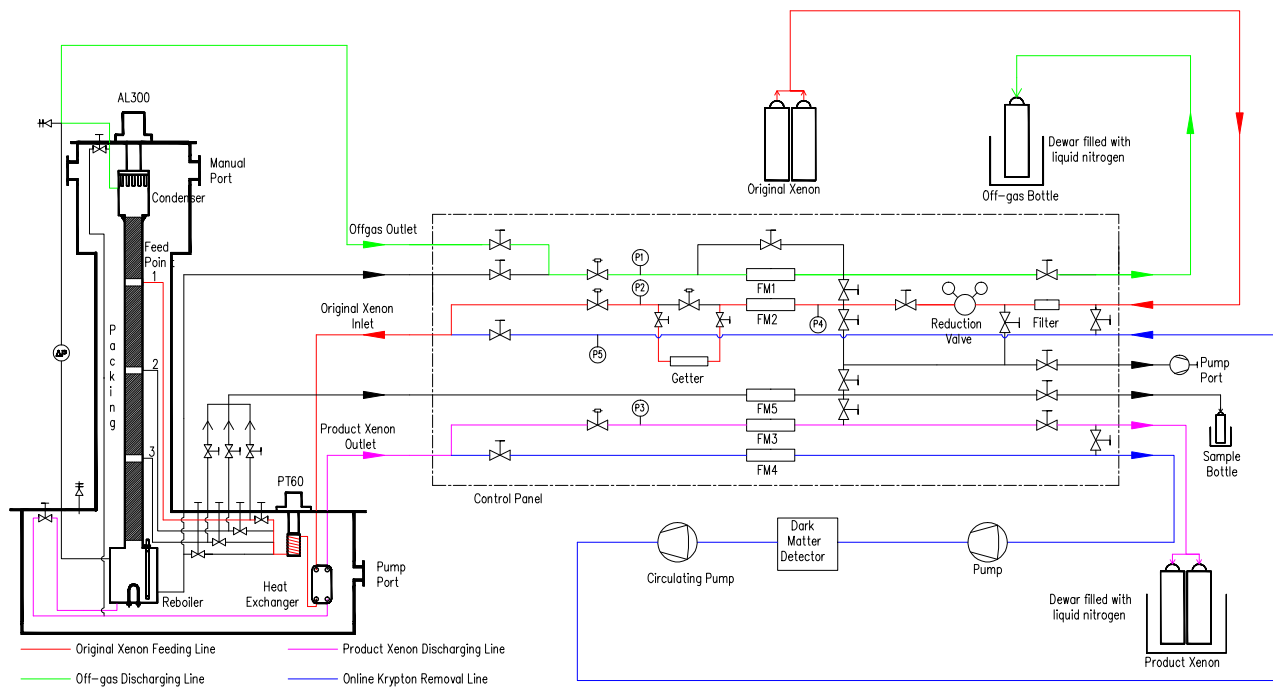 AL300
Manual
Port
Condenser
Feed
Point
1
Packing
ΔP
2
3
PT60
Pump
Port
Heat
Exchanger
Reboiler
Original Xenon
Dewar filled with
liquid nitrogen
Off-gas Bottle
Offgas Outlet
P1
FM1
Original Xenon
Inlet
P2
FM2
P4
Reduction
Valve
Filter
P5
Getter
Pump
Port
FM5
Product Xenon
Outlet
P3
FM3
FM4
Sample
Bottle
Control Panel
Circulating Pump
Dark
Matter
Detector
Pump
Dewar filled with
liquid nitrogen
Product Xenon
Original Xenon Feeding Line
Product Xenon Discharging Line
Off-gas Discharging Line
Online Krypton Removal Line